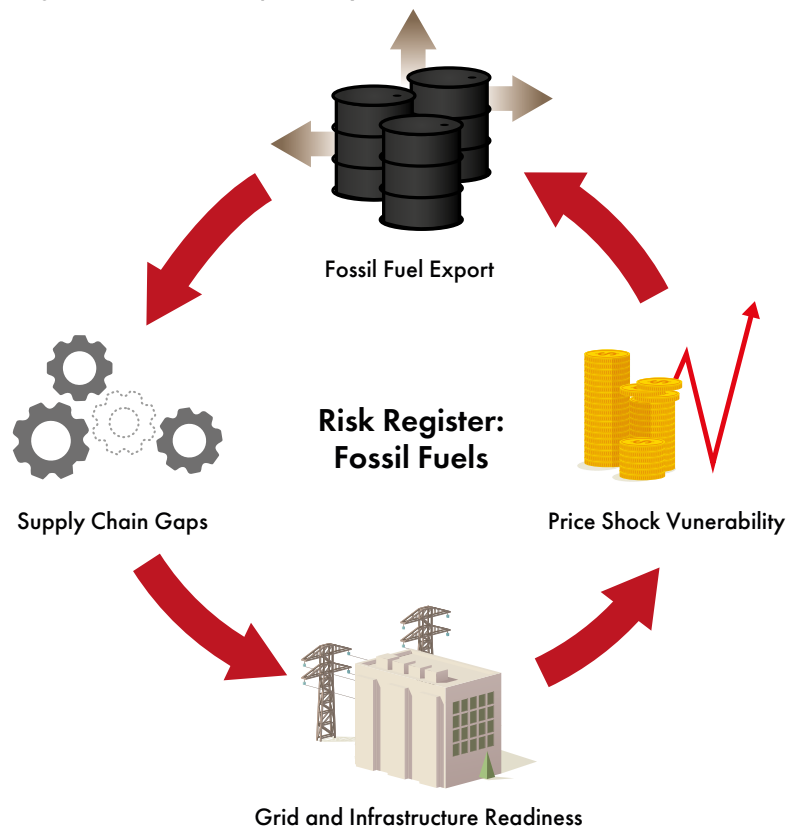 Fossil Fuel Export
Risk Register:
Fossil Fuels
Supply Chain Gaps
Price Shock Vunerability
Grid and Infrastructure Readiness